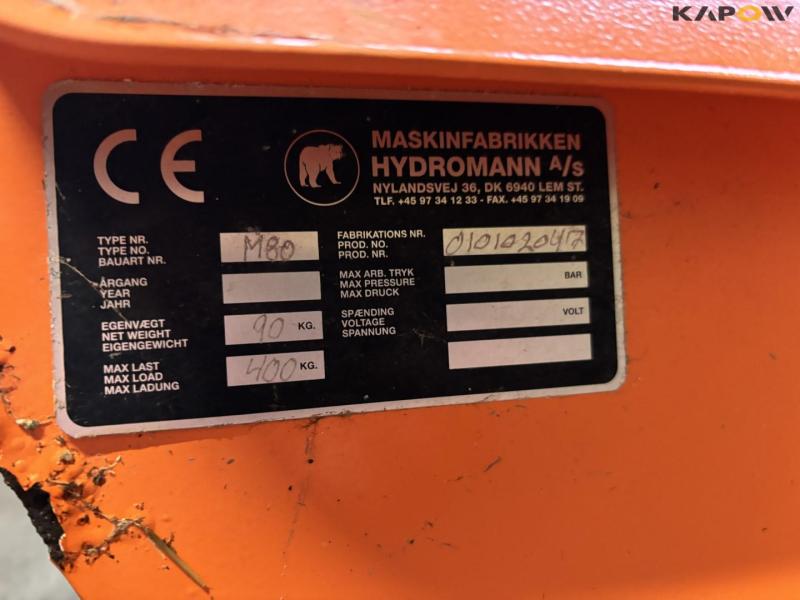 KAPOW
CE
MASKINFABRIKKEN
HYDROMANN A/S
NYLANDSVEJ 36, DK 6940 LEM ST.
TLF. +45 97 34 12 33 - FAX. +45 97 34 19 09
TYPE NR.
TYPE NO.
BAUART NR.
M80
FABRIKATIONS NR.
PROD. NO.
PROD. NR.
0101020417
ÅRGANG
YEAR
JAHR
MAX ARB. TRYK
MAX PRESSURE
MAX DRUCK
BAR
EGENVÆGT
NET WEIGHT
EIGENGEWICHT
90 KG.
SPÆNDING
VOLTAGE
SPANNUNG
VOLT
MAX LAST
MAX LOAD
MAX LADUNG
400 KG.